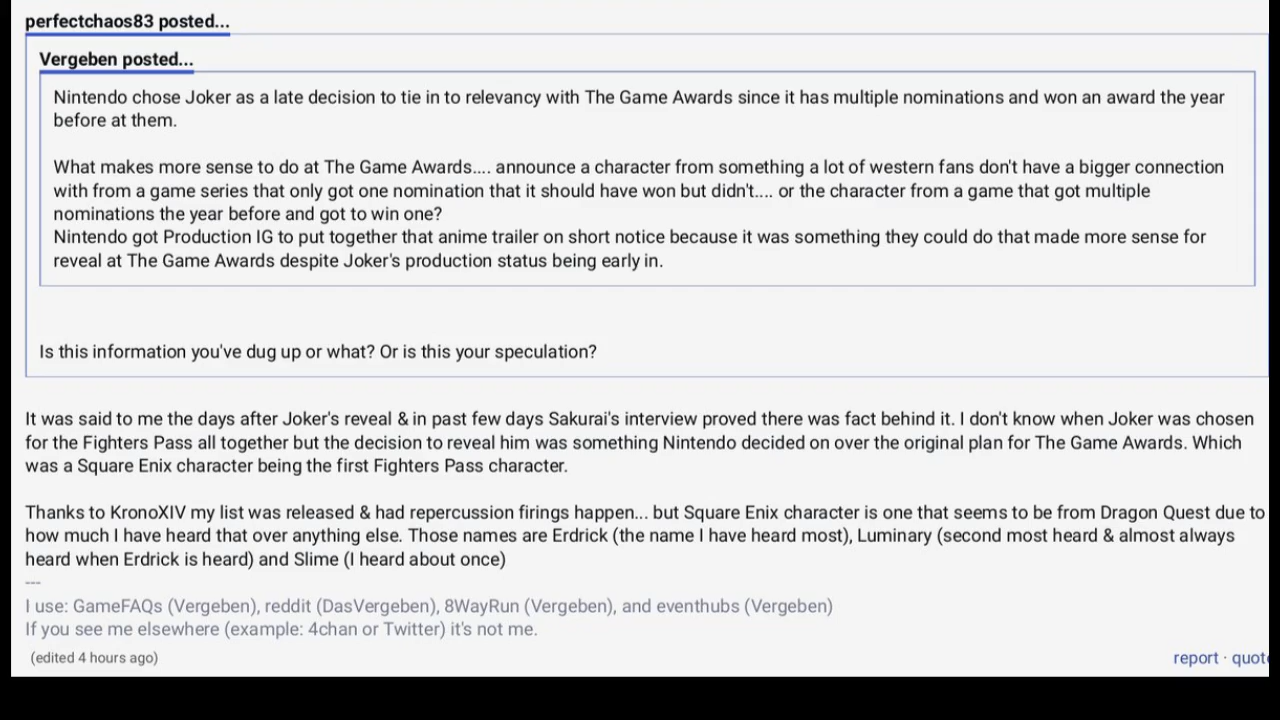 perfectchaos83 posted...
Vergeben posted...
Nintendo chose Joker as a late decision to tie in to relevancy with The Game Awards since it has multiple nominations and won an award the year
before at them.
What makes more sense to do at The Game Awards.... announce a character from something a lot of western fans don't have a bigger connection
with from a game series that only got one nomination that it should have won but didn't.... or the character from a game that got multiple
nominations the year before and got to win one?
Nintendo got Production IG to put together that anime trailer on short notice because it was something they could do that made more sense for
reveal at The Game Awards despite Joker's production status being early in.
Is this information you've dug up or what? Or is this your speculation?
It was said to me the days after Joker's reveal & in past few days Sakurai's interview proved there was fact behind it. I don't know when Joker was chosen
for the Fighters Pass all together but the decision to reveal him was something Nintendo decided on over the original plan for The Game Awards. Which
was a Square Enix character being the first Fighters Pass character.
Thanks to KronoXIV my list was released & had repercussion firings happen... but Square Enix character is one that seems to be from Dragon Quest due to
how much I have heard that over anything else. Those names are Erdrick (the name I have heard most), Luminary (second most heard & almost always
heard when Erdrick is heard) and Slime (I heard about once)
---
I use: GameFAQs (Vergeben), reddit (DasVergeben), 8WayRun (Vergeben), and eventhubs (Vergeben)
If you see me elsewhere (example: 4chan or Twitter) it's not me.
(edited 4 hours ago)
report · quote